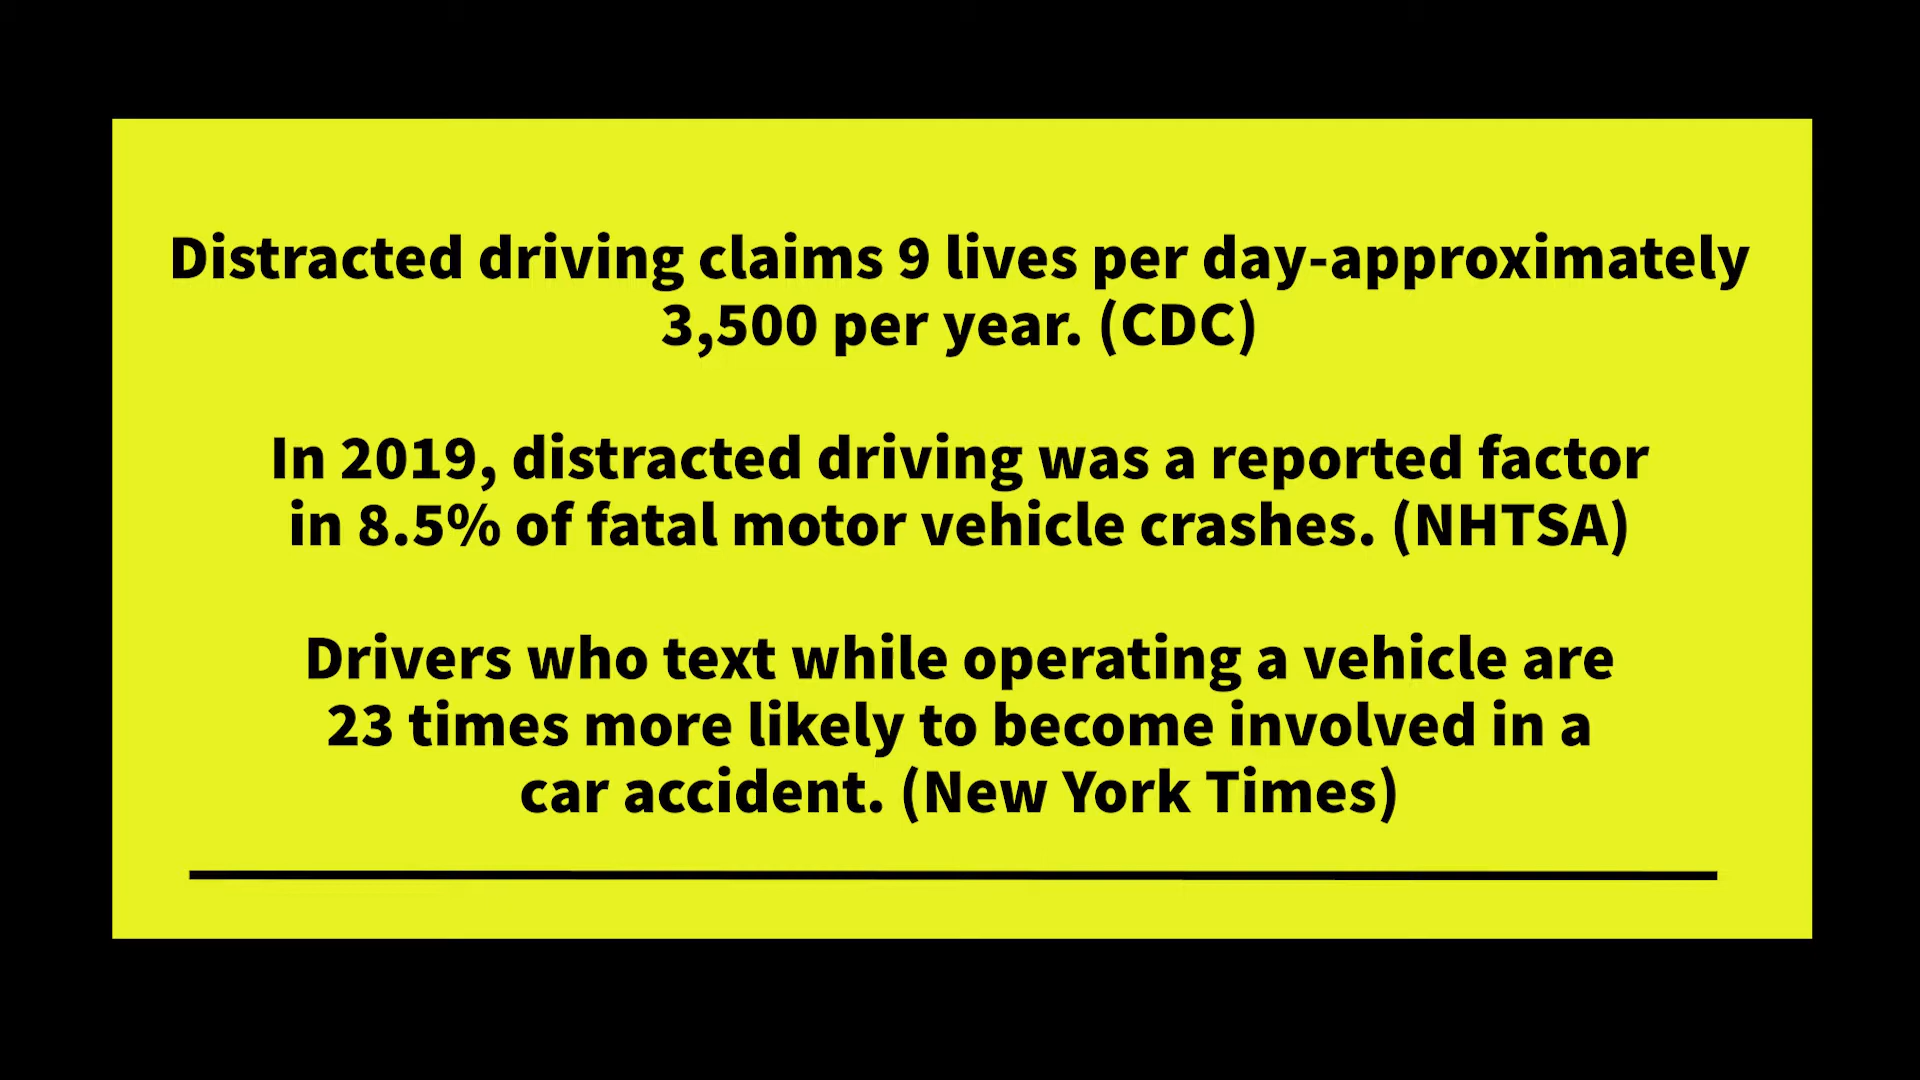 Distracted driving claims 9 lives per day-approximately
3,500 per year. (CDC)
In 2019, distracted driving was a reported factor
in 8.5% of fatal motor vehicle crashes. (NHTSA)
Drivers who text while operating a vehicle are
23 times more likely to become involved in a
car accident. (New York Times)